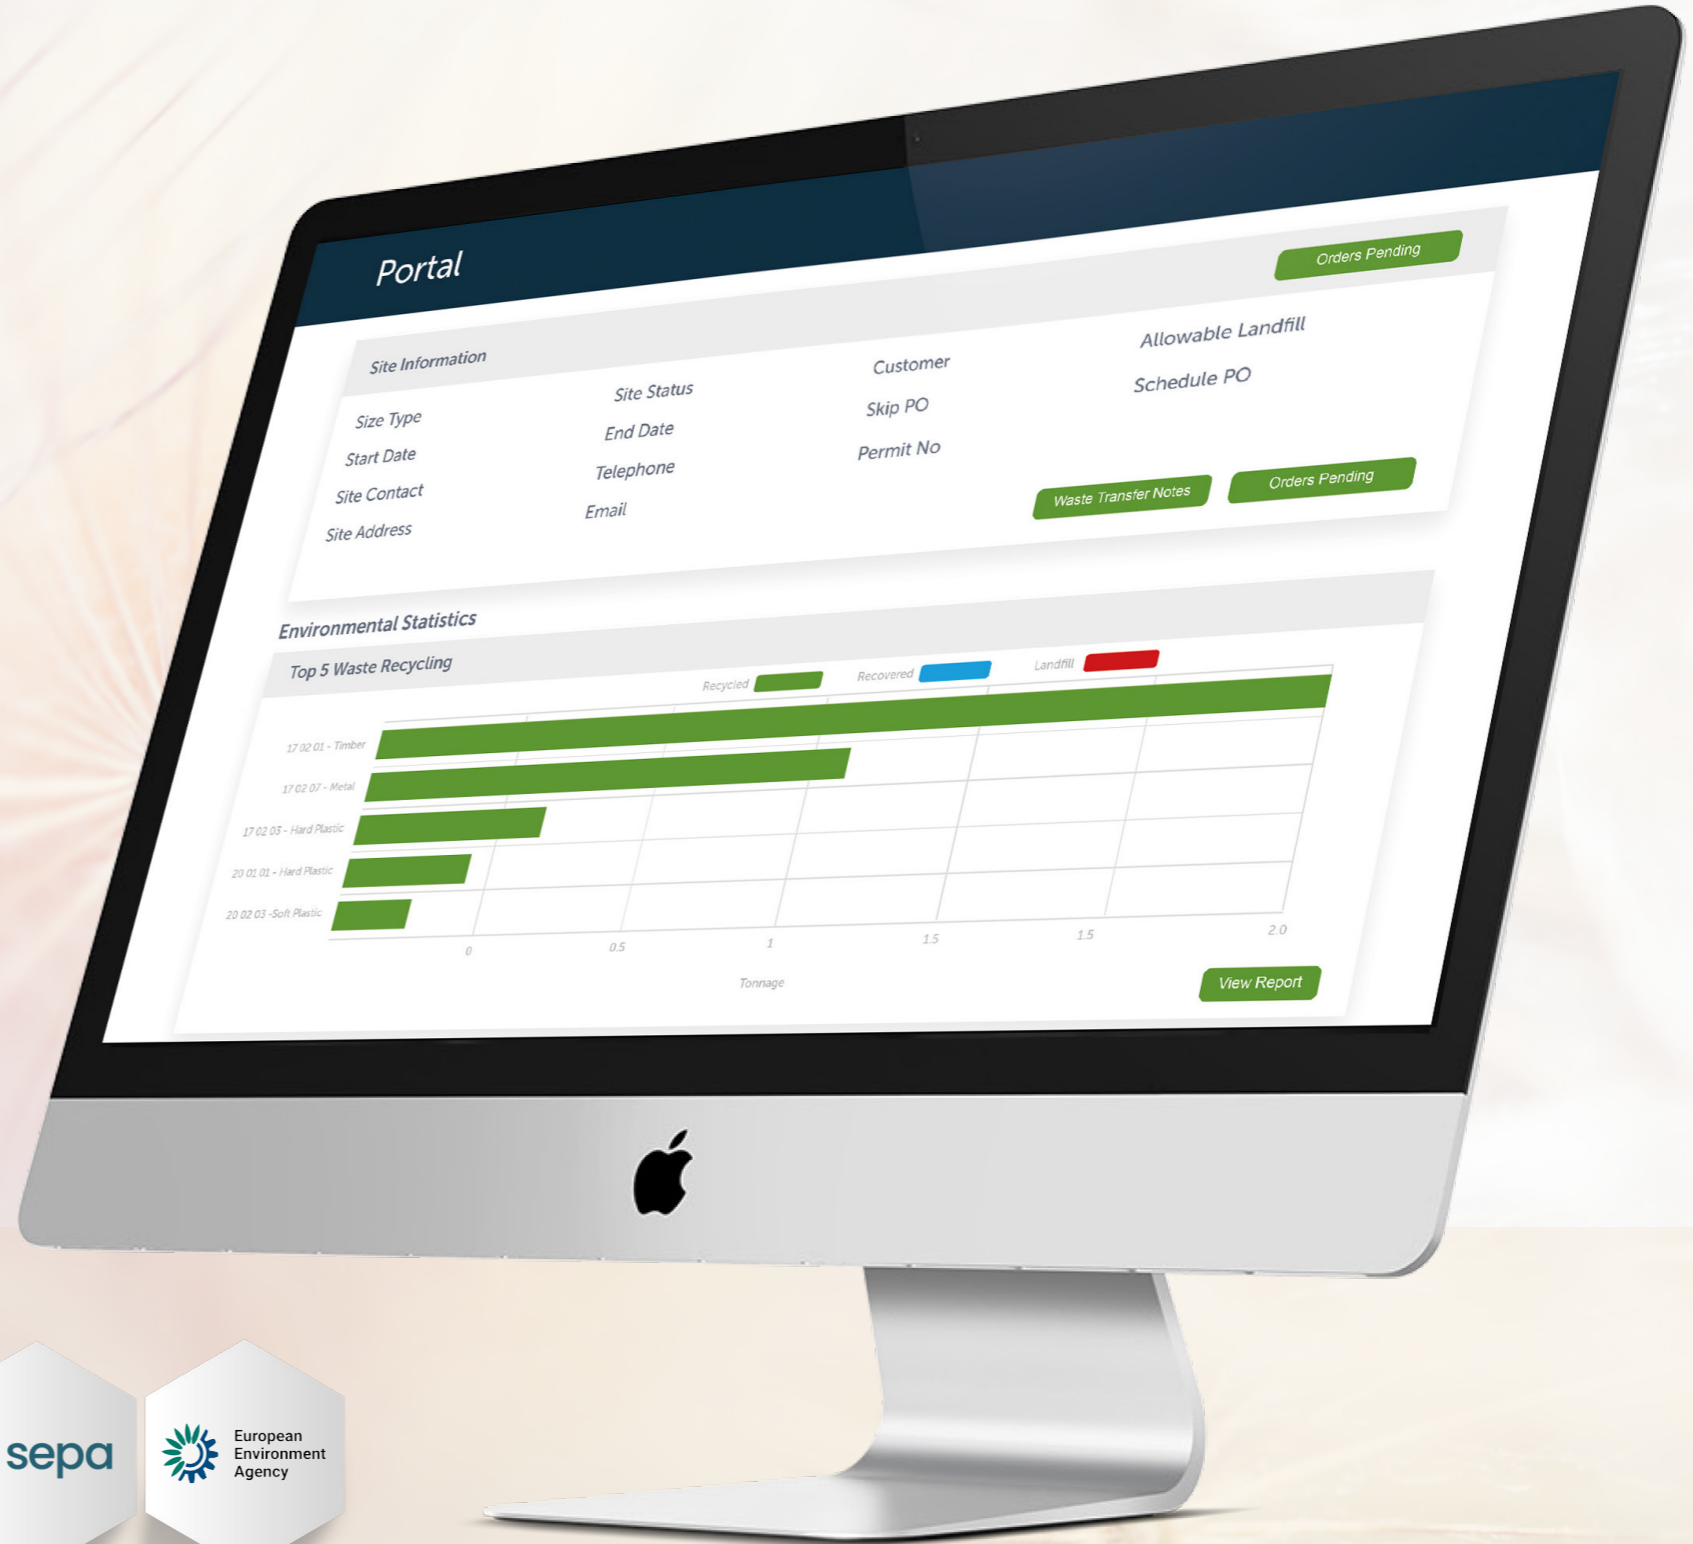 Portal
Orders Pending
Site Information
Size Type
Site Status
Customer
Allowable Landfill
Start Date
End Date
Skip PO
Schedule PO
Site Contact
Telephone
Permit No
Site Address
Email
Waste Transfer Notes
Orders Pending
Environmental Statistics
Top 5 Waste Recycling
Recycled
Recovered
Landfill
17 02 01 - Timber
17 02 07 - Metal
17 02 03 - Hard Plastic
20 01 01 - Hard Plastic
20 02 03 -Soft Plastic
0
0.5
1
1.5
1.5
2.0
Tonnage
View Report
sepa
European
Environment
Agency